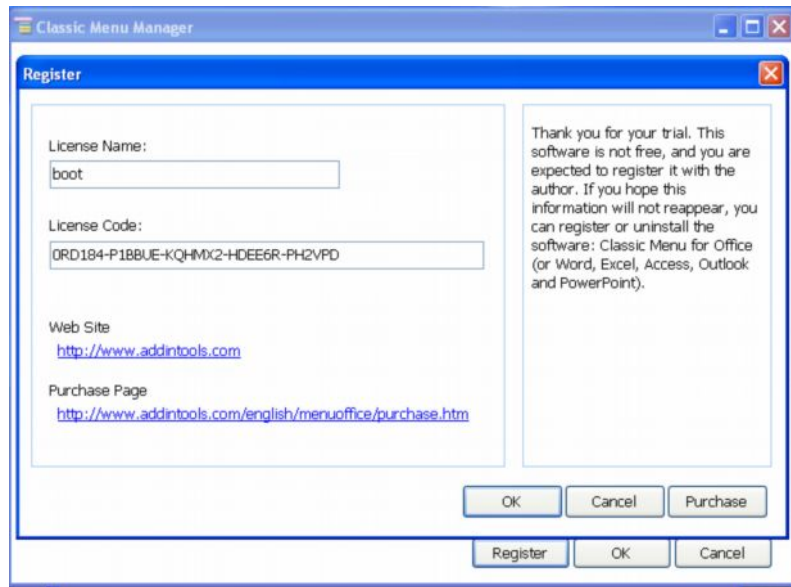 Classic Menu Manager
Register
License Name:
boot
License Code:
0RD184-P1BBUE-KQHMX2-HDEE6R-PH2VPD
Web Site
http://www.addintools.com
Purchase Page
http://www.addintools.com/english/menuoffice/purchase.htm
Thank you for your trial. This
software is not free, and you are
expected to register it with the
author. If you hope this
information will not reappear, you
can register or uninstall the
software: Classic Menu for Office
(or Word, Excel, Access, Outlook
and PowerPoint).
OK Cancel Purchase
Register OK Cancel